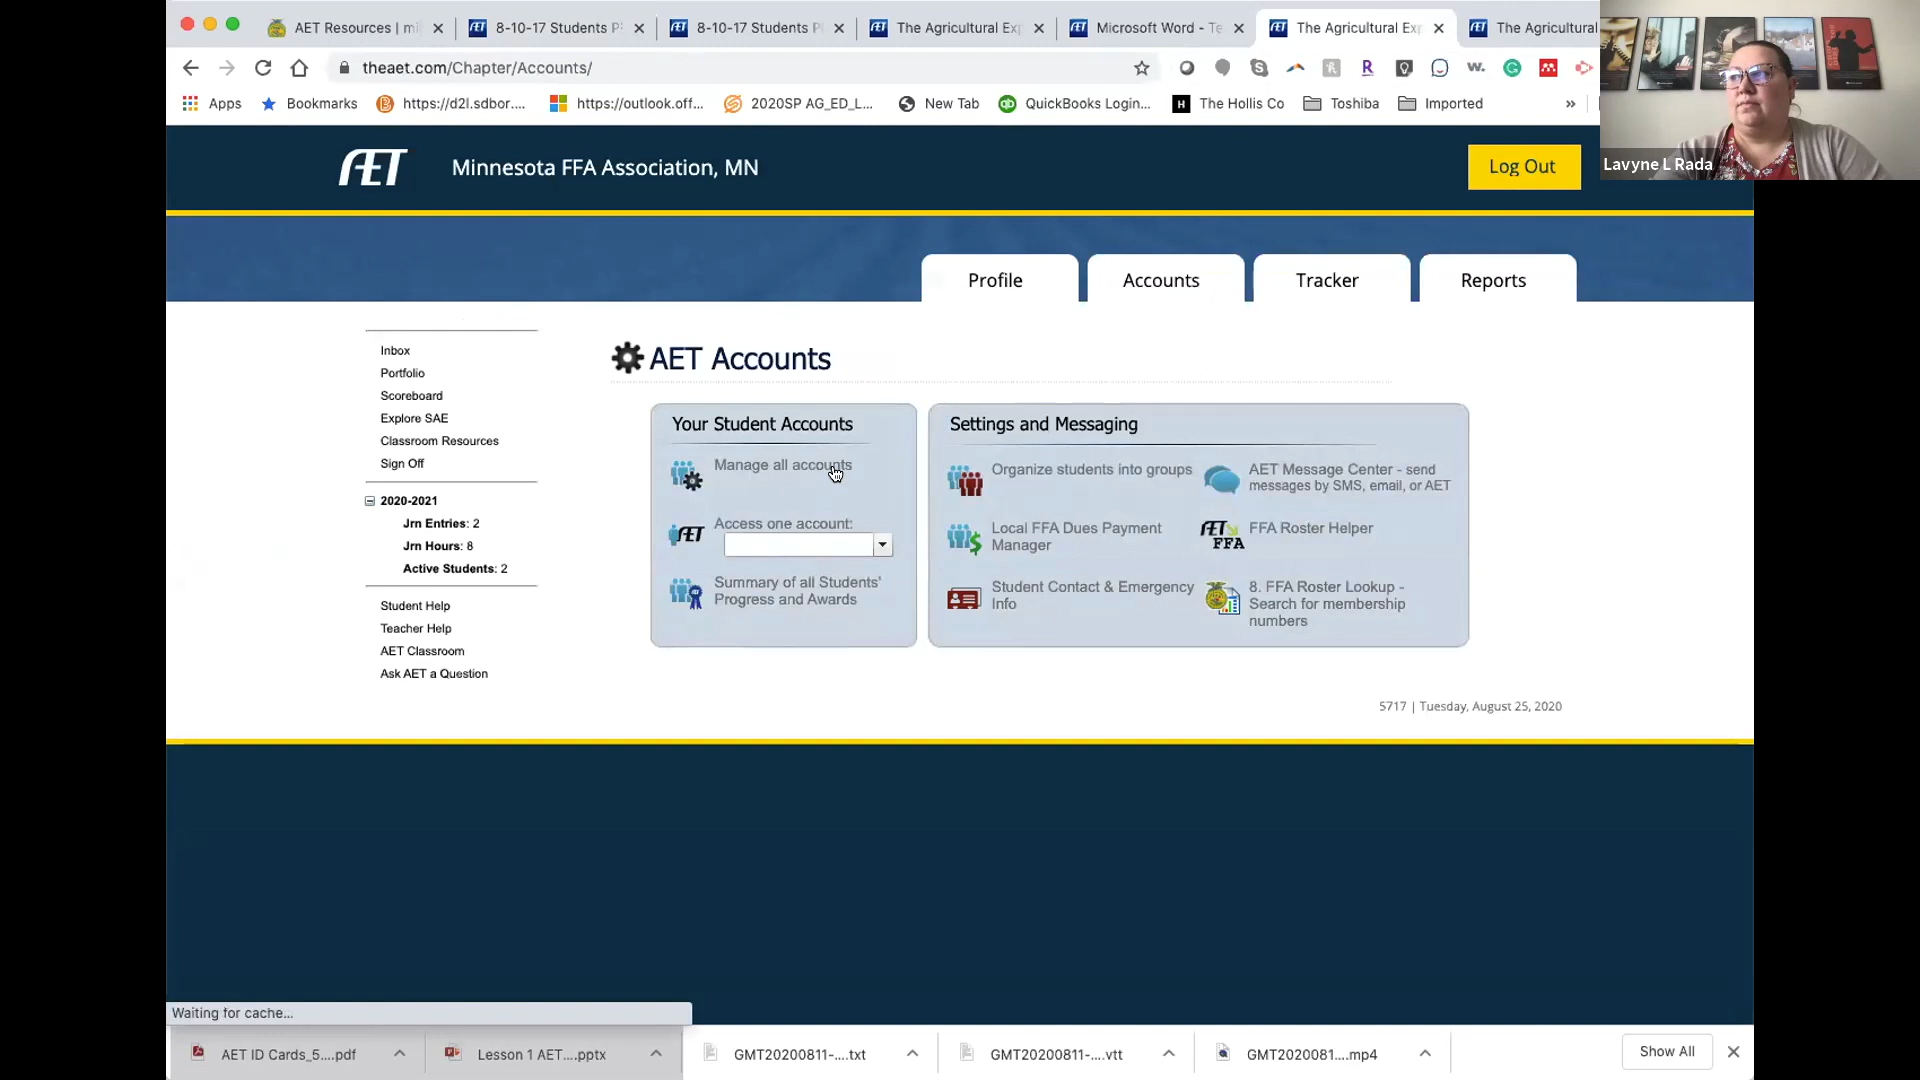 AET Resources | mi
8-10-17 Students P
8-10-17 Students P
The Agricultural Exp
Microsoft Word - Te
The Agricultural Exp
The Agricultural
theaet.com/Chapter/Accounts/
Apps
Bookmarks
https://d2l.sdbor....
https://outlook.off...
2020SP AG_ED_L...
New Tab
QuickBooks Login...
The Hollis Co
Toshiba
Imported
»
Lavyne L Rada
ÆT
Minnesota FFA Association, MN
Log Out
Profile
Accounts
Tracker
Reports
Inbox
Portfolio
Scoreboard
Explore SAE
Classroom Resources
Sign Off
2020-2021
Jrn Entries: 2
Jrn Hours: 8
Active Students: 2
Student Help
Teacher Help
AET Classroom
Ask AET a Question
AET Accounts
Your Student Accounts
Manage all accounts
Access one account:
Summary of all Students'
Progress and Awards
Settings and Messaging
Organize students into groups
Local FFA Dues Payment
Manager
Student Contact & Emergency
Info
AET Message Center - send
messages by SMS, email, or AET
FFA Roster Helper
8. FFA Roster Lookup -
Search for membership
numbers
5717 | Tuesday, August 25, 2020
Waiting for cache...
AET ID Cards_5....pdf
Lesson 1 AET....pptx
GMT20200811-....txt
GMT20200811-....vtt
GMT2020081....mp4
Show All